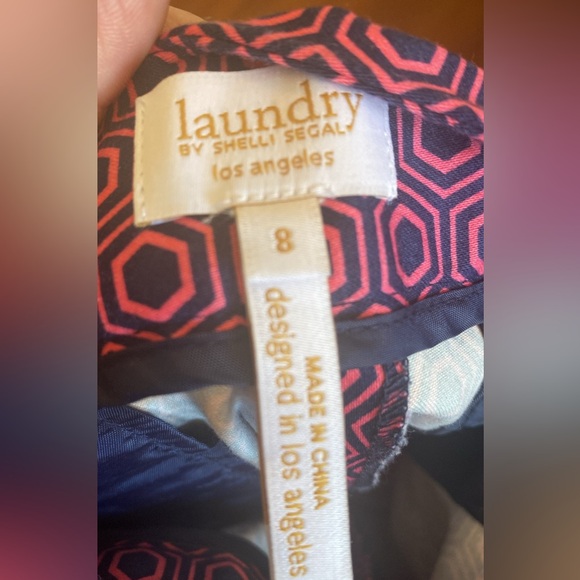 laundry
BY SHELLI SEGAL
los angeles
8
MADE IN CHINA
designed in los angeles